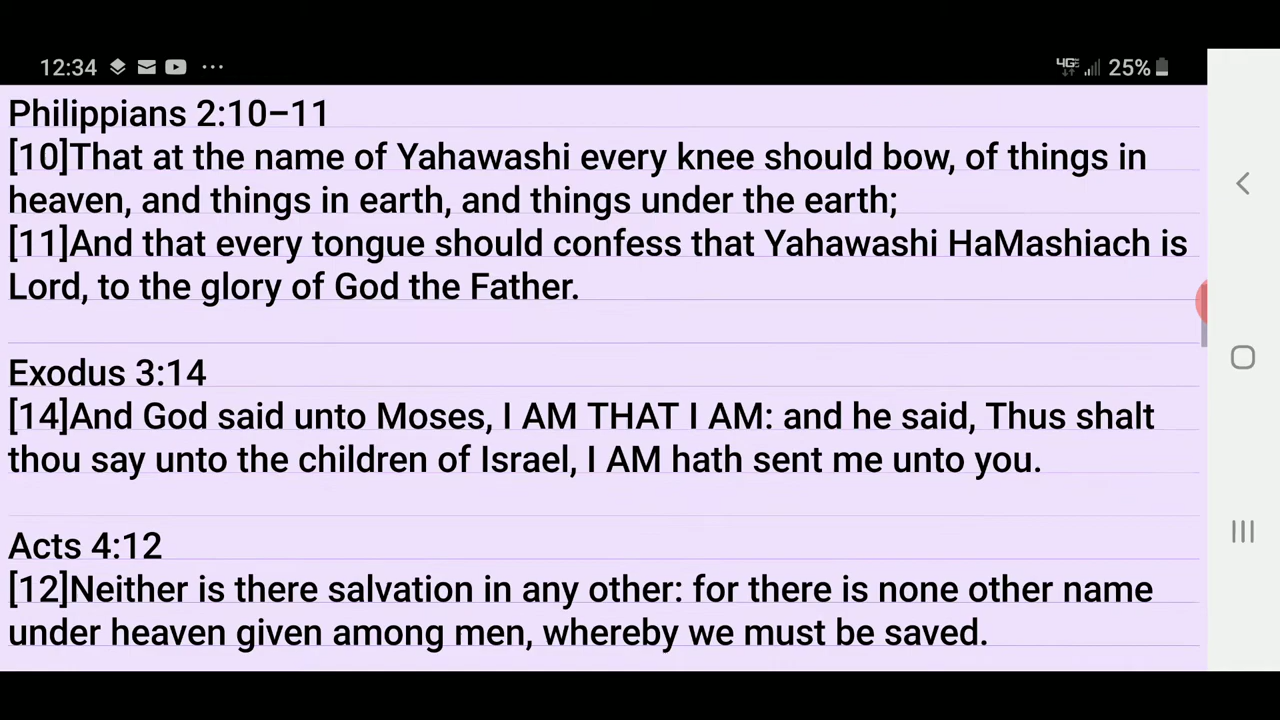 12:34 ... 4GE 25%
Philippians 2:10–11
[10]That at the name of Yahawashi every knee should bow, of things in
heaven, and things in earth, and things under the earth;
[11]And that every tongue should confess that Yahawashi HaMashiach is
Lord, to the glory of God the Father.
Exodus 3:14
[14]And God said unto Moses, I AM THAT I AM: and he said, Thus shalt
thou say unto the children of Israel, I AM hath sent me unto you.
Acts 4:12
[12]Neither is there salvation in any other: for there is none other name
under heaven given among men, whereby we must be saved.